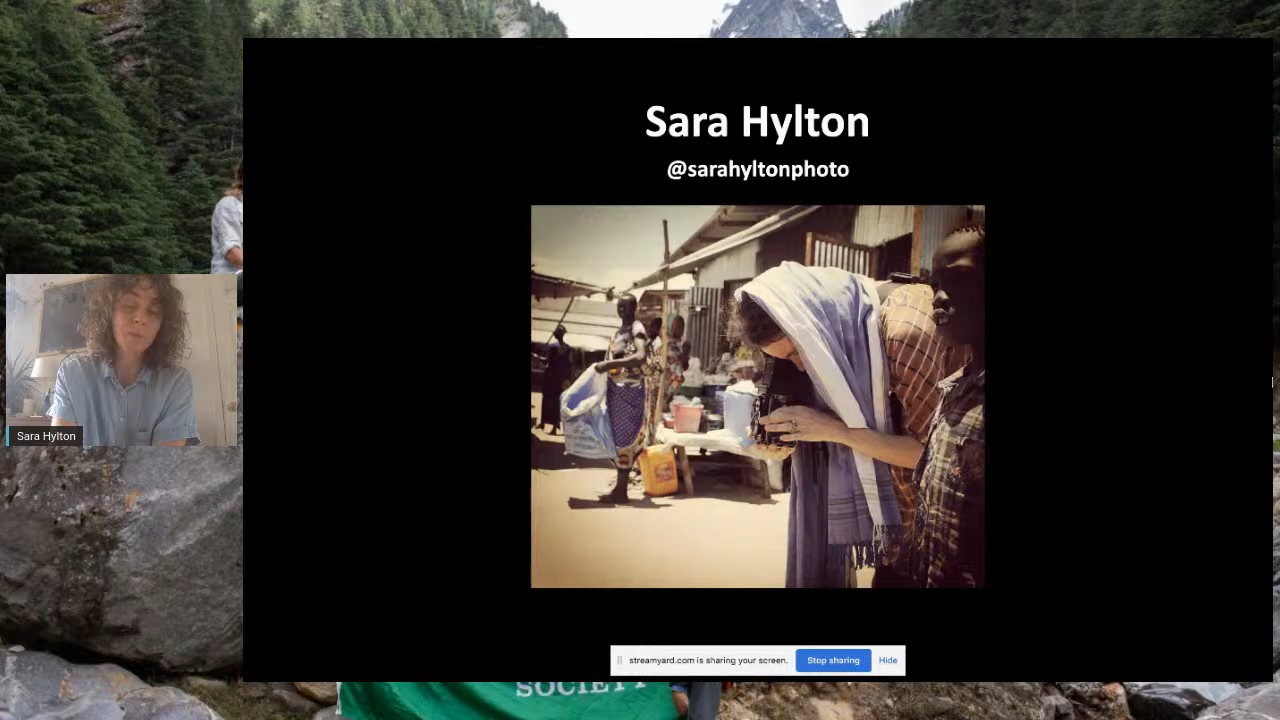 Sara Hylton
@sarahyltonphoto
Sara Hylton
streamyard.com is sharing your screen.
Stop sharing
Hide
SOCIETY